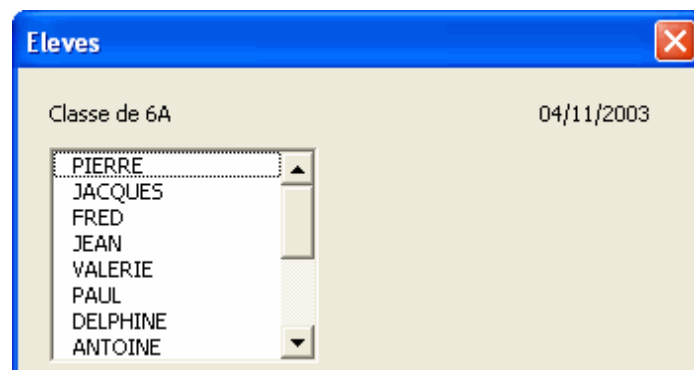 Eleves
Classe de 6A 04/11/2003
PIERRE
JACQUES
FRED
JEAN
VALERIE
PAUL
DELPHINE
ANTOINE